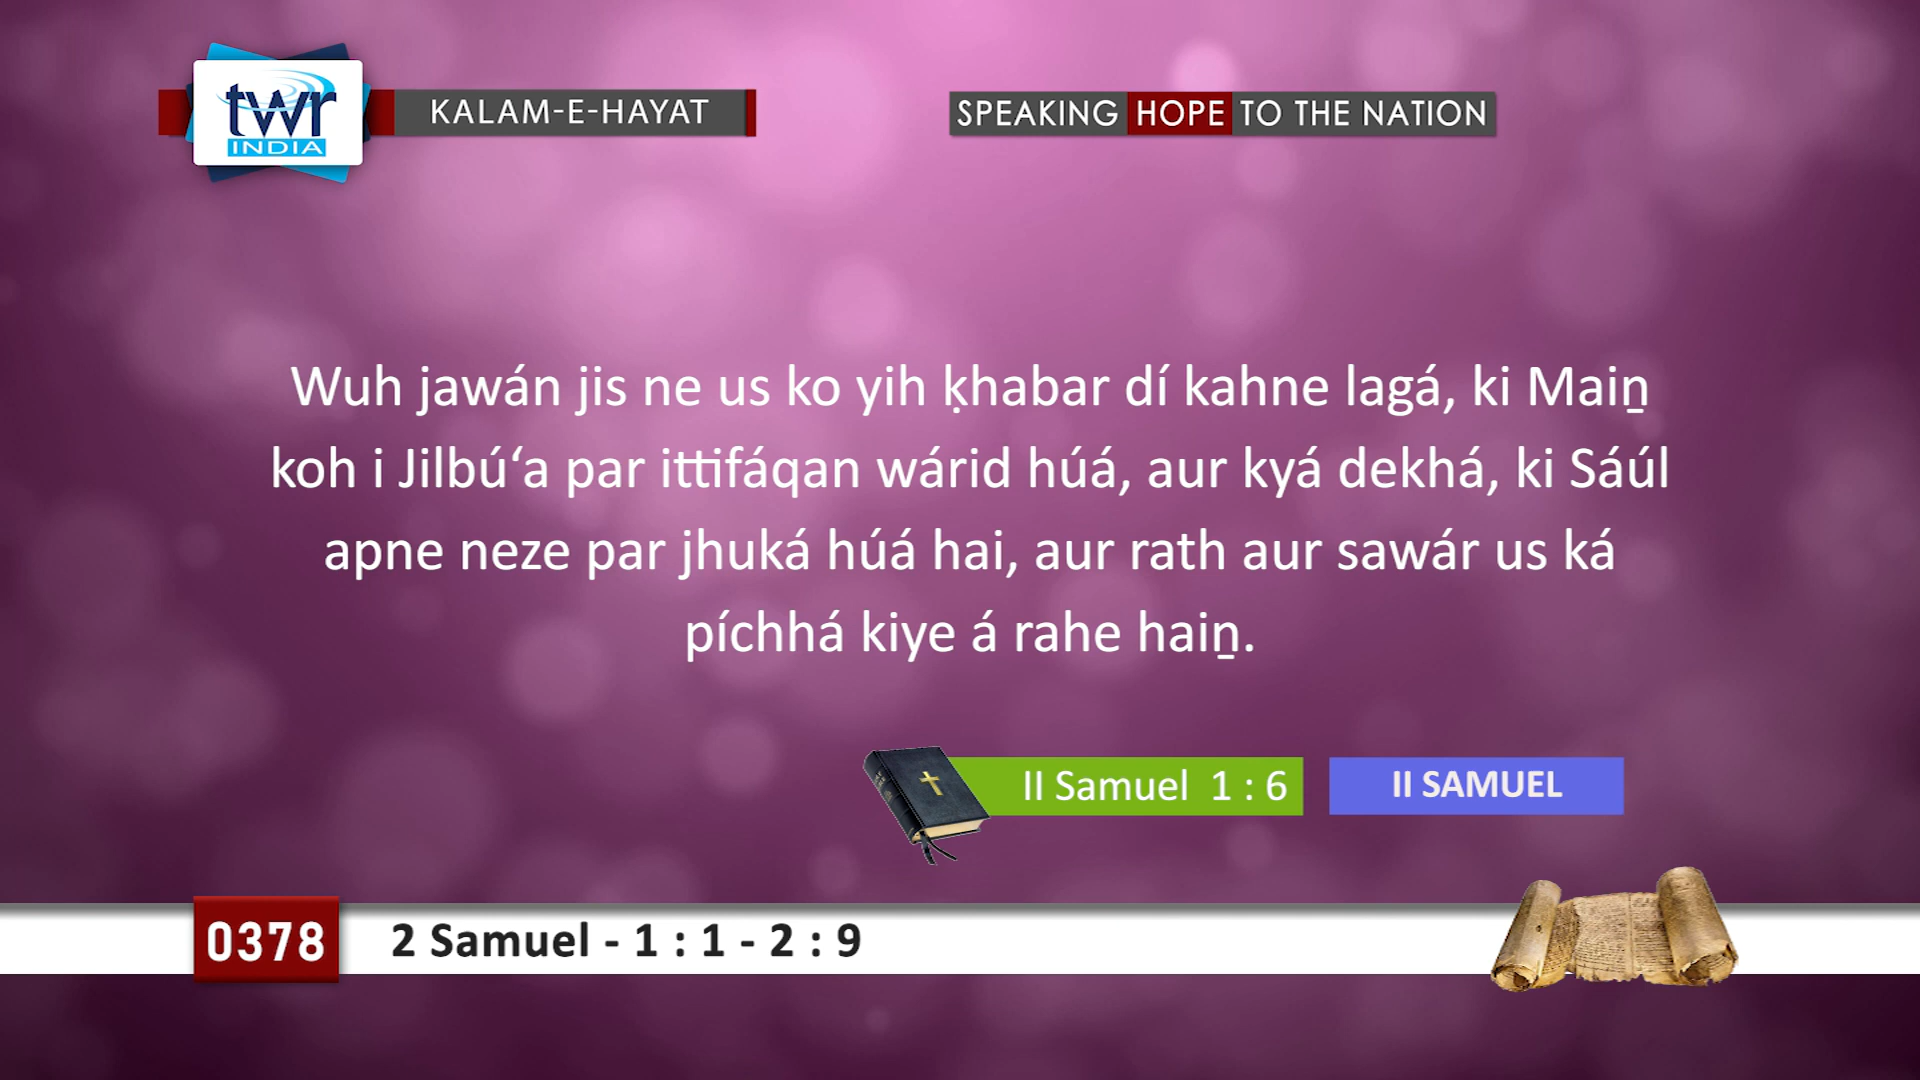 twr
INDIA
KALAM-E-HAYAT
SPEAKING HOPE TO THE NATION
Wuh jawán jis ne us ko yih ḳhabar dí kahne lagá, ki Maiṉ
koh i Jilbú‘a par ittifáqan wárid húá, aur kyá dekhá, ki Sáúl
apne neze par jhuká húá hai, aur rath aur sawár us ká
píchhá kiye á rahe haiṉ.
II Samuel 1 : 6
II SAMUEL
0378
2 Samuel - 1 : 1 - 2 : 9